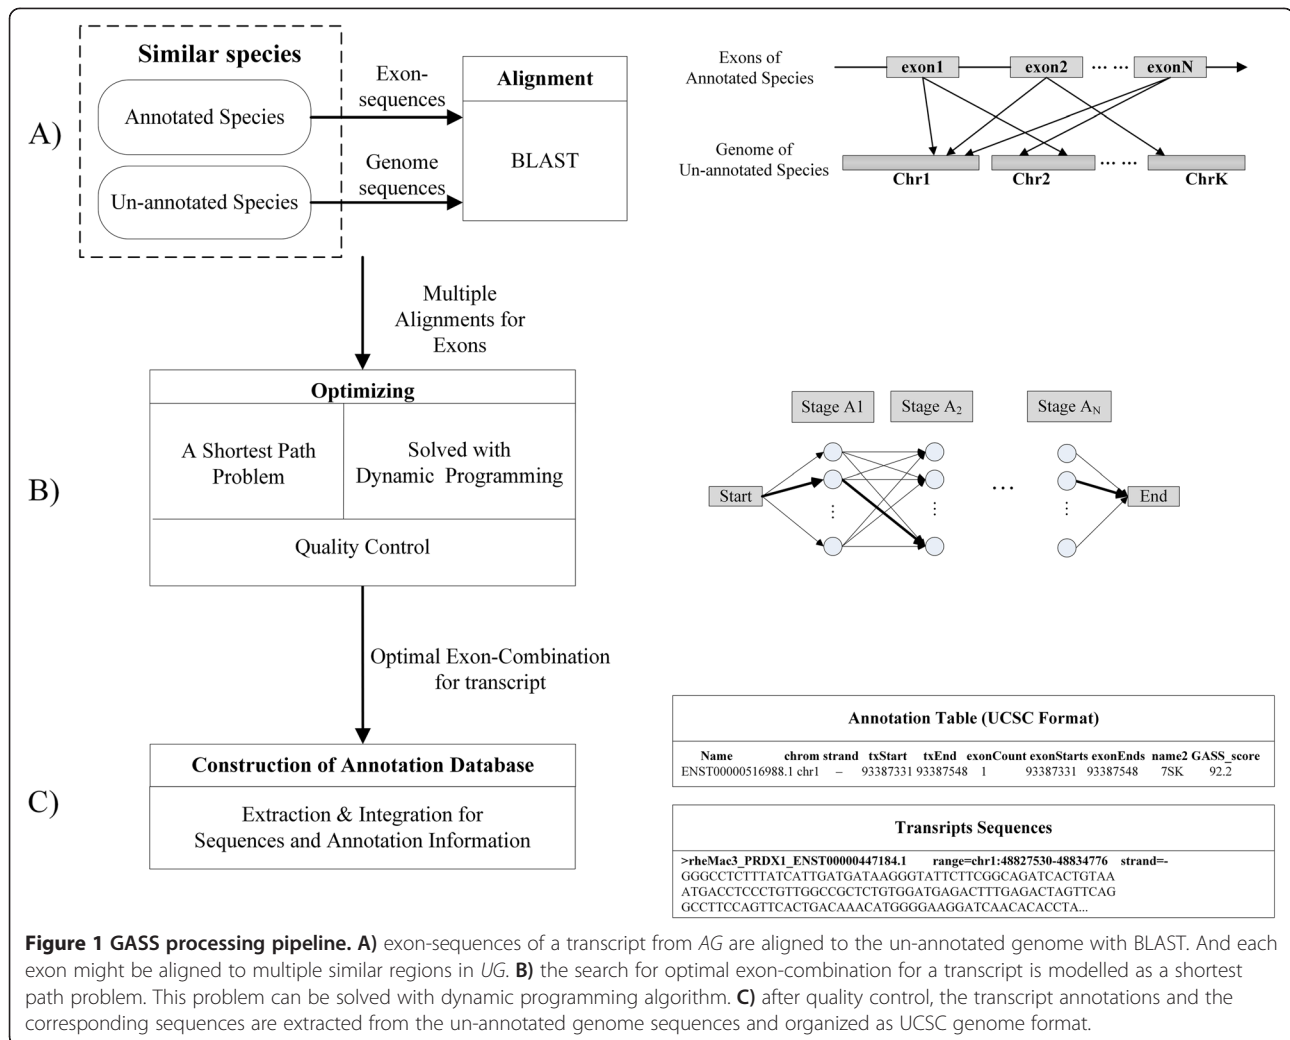 A)
Similar species
Annotated Species
Un-annotated Species
Exon-
sequences
Genome
sequences
Alignment
BLAST
Exons of
Annotated Species
exon1
exon2
... ...
exonN
Genome of
Un-annotated Species
... ...
Chr1
Chr2
ChrK
Multiple
Alignments for
Exons
B)
Optimizing
A Shortest Path
Problem
Solved with
Dynamic Programming
Quality Control
Stage A1
Stage A2
Stage AN
Start
...
End
Optimal Exon-Combination
for transcript
C)
Construction of Annotation Database
Extraction & Integration for
Sequences and Annotation Information
Annotation Table (UCSC Format)
Name chrom strand txStart txEnd exonCount exonStarts exonEnds name2 GASS_score
ENST00000516988.1 chr1 – 93387331 93387548 1 93387331 93387548 7SK 92.2
Transripts Sequences
>rheMac3_PRDX1_ENST00000447184.1 range=chr1:48827530-48834776 strand=-
GGGCCTCTTTATCATTGATGATAAGGGTATTCTTCGGCAGATCACTGTAA
ATGACCTCCCTGTTGGCCGCTCTGTGGATGAGACTTTGAGACTAGTTCAG
GCCTTCCAGTTCACTGACAAACATGGGGAAGGATCAACACACCTA...
Figure 1 GASS processing pipeline. A) exon-sequences of a transcript from AG are aligned to the un-annotated genome with BLAST. And each
exon might be aligned to multiple similar regions in UG. B) the search for optimal exon-combination for a transcript is modelled as a shortest
path problem. This problem can be solved with dynamic programming algorithm. C) after quality control, the transcript annotations and the
corresponding sequences are extracted from the un-annotated genome sequences and organized as UCSC genome format.